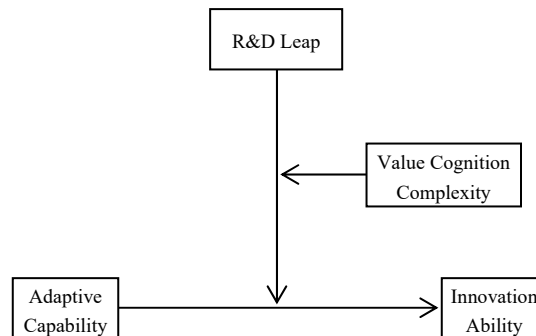 R&D Leap
Value Cognition
Complexity
Adaptive
Capability
Innovation
Ability